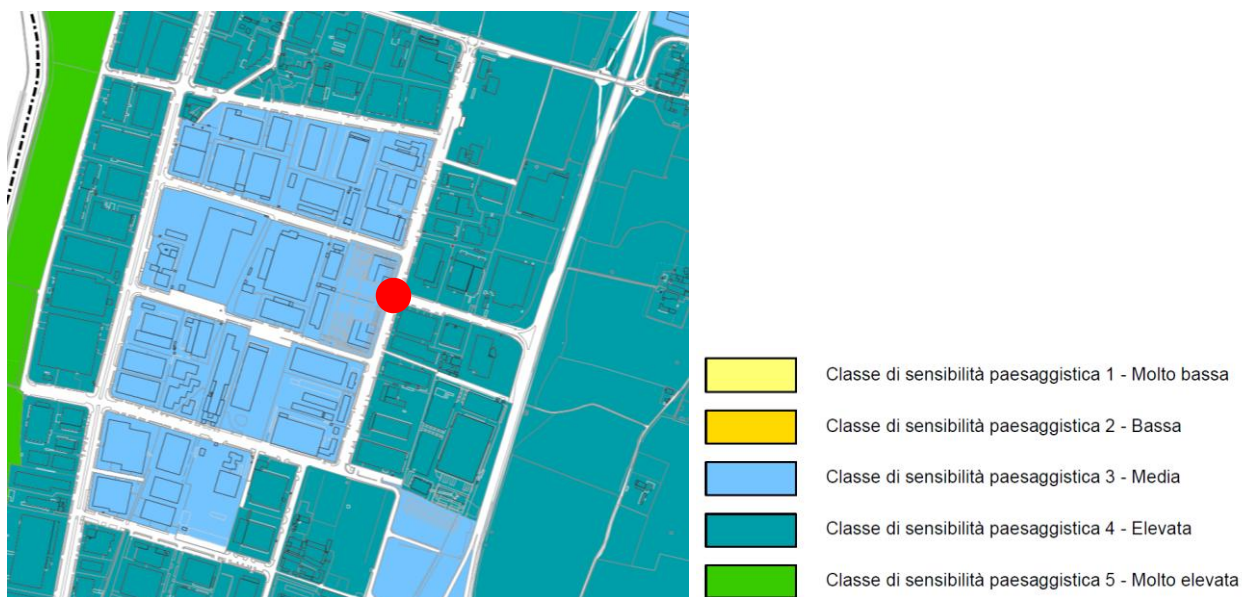 Classe di sensibilità paesaggistica 1 - Molto bassa
Classe di sensibilità paesaggistica 2 - Bassa
Classe di sensibilità paesaggistica 3 - Media
Classe di sensibilità paesaggistica 4 - Elevata
Classe di sensibilità paesaggistica 5 - Molto elevata